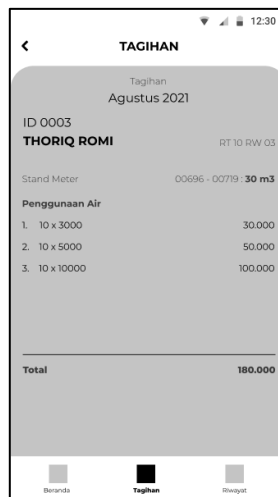 12:30
TAGIHAN
Tagihan
Agustus 2021
ID 0003
THORIQ ROMI RT 10 RW 03
Stand Meter 00696 - 00719 : 30 m3
Penggunaan Air
1. 10 x 3000 30.000
2. 10 x 5000 50.000
3. 10 x 10000 100.000
Total 180.000
Beranda Tagihan Riwayat